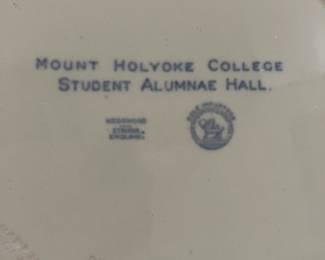 MOUNT HOLYOKE COLLEGE
STUDENT ALUMNAE HALL.
WEDGWOOD
ETRURIA,
ENGLAND.